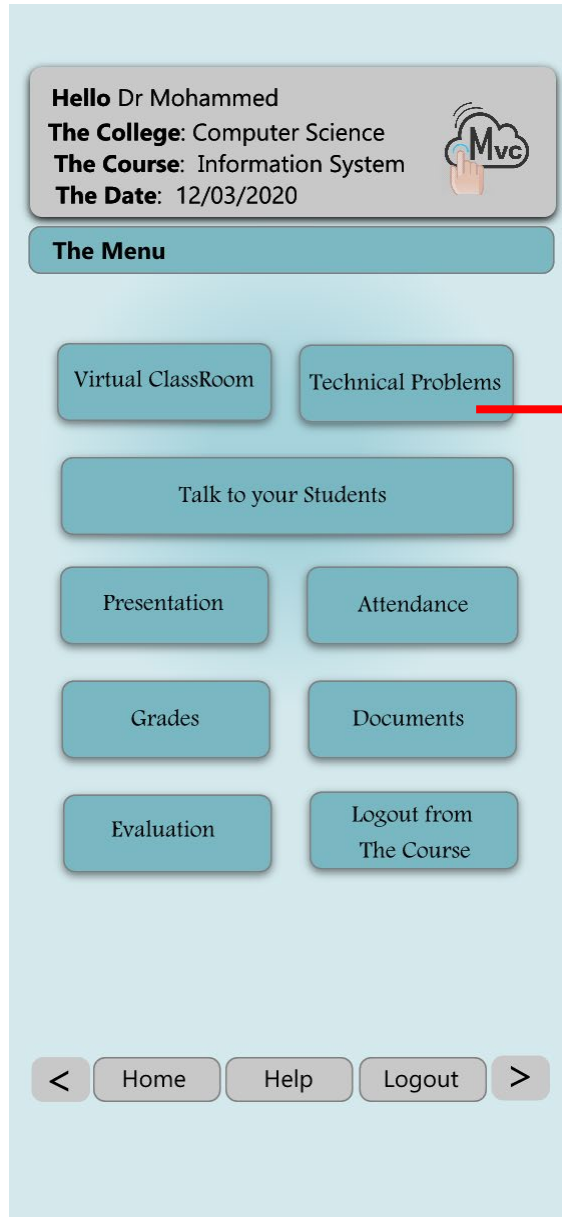 Hello Dr Mohammed
The College: Computer Science
The Course: Information System
The Date: 12/03/2020
Mvc
The Menu
Virtual ClassRoom
Technical Problems
Talk to your Students
Presentation
Attendance
Grades
Documents
Evaluation
Logout from
The Course
< Home Help Logout >